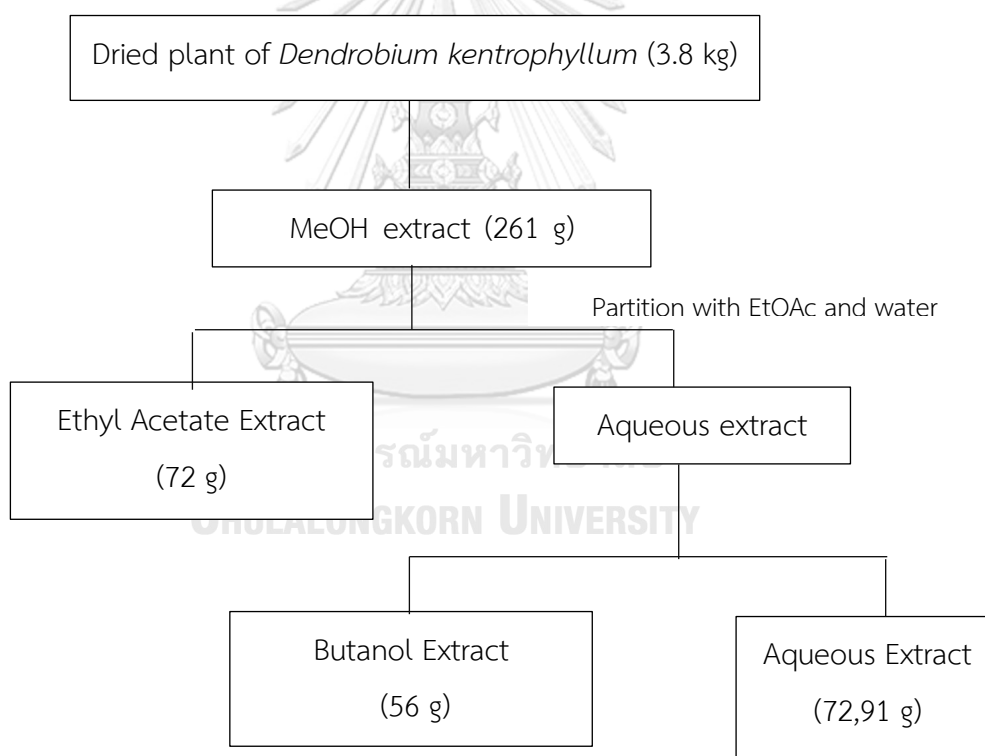 Dried plant of Dendrobium kentrophyllum (3.8 kg)
MeOH extract (261 g)
Partition with EtOAc and water
Ethyl Acetate Extract
(72 g)
Aqueous extract
UNIVERSITY
Butanol Extract
(56 g)
Aqueous Extract
(72,91 g)